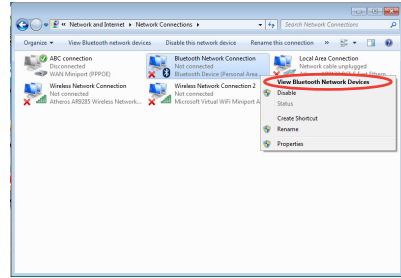 « Network and Internet ▸ Network Connections ▸
Search Network Connections
Organize
View Bluetooth network devices
Disable this network device
Rename this connection
»
ABC connection
Disconnected
WAN Miniport (PPPOE)
Bluetooth Network Connection
Not connected
Bluetooth Device (Personal Area
Local Area Connection
Network cable unplugged
Wireless Network Connection
Not connected
Atheros AR9285 Wireless Network...
Wireless Network Connection 2
Not connected
Microsoft Virtual WiFi Miniport A
View Bluetooth Network Devices
Disable
Status
Create Shortcut
Rename
Properties